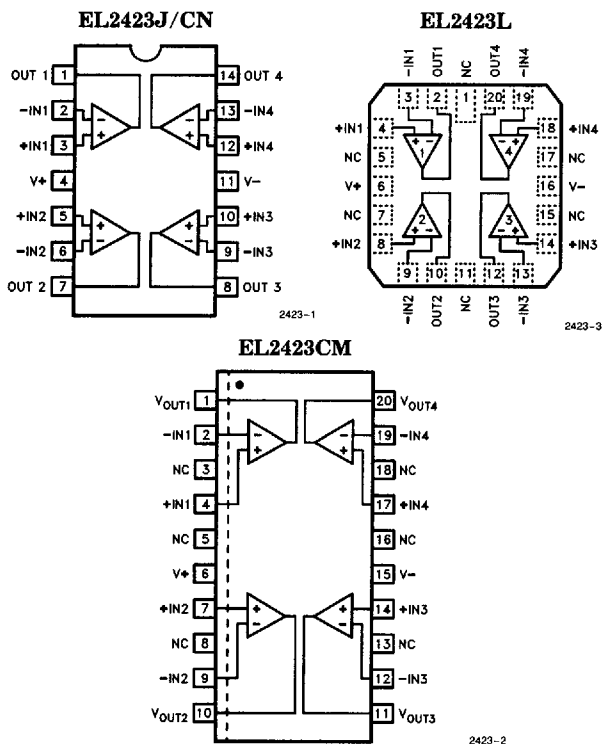 EL2423J/CN
OUT 1 1 14 OUT 4
-IN1 2 - - 13 -IN4
+IN1 3 + + 12 +IN4
V+ 4 11 V-
+IN2 5 + + 10 +IN3
-IN2 6 - - 9 -IN3
OUT 2 7 8 OUT 3
2423-1
EL2423L
-IN1 OUT1 NC OUT4 -IN4
3 2 1 20 19
+IN1 4 + - - + 18 +IN4
1 4
NC 5 17 NC
V+ 6 16 V-
NC 7 15 NC
2 3
+IN2 8 + - - + 14 +IN3
9 10 11 12 13
-IN2 OUT2 NC OUT3 -IN3
2423-3
EL2423CM
VOUT1 1 20 VOUT4
-IN1 2 - - 19 -IN4
NC 3 + + 18 NC
+IN1 4 17 +IN4
NC 5 16 NC
V+ 6 15 V-
+IN2 7 + + 14 +IN3
NC 8 - - 13 NC
-IN2 9 12 -IN3
VOUT2 10 11 VOUT3
2423-2